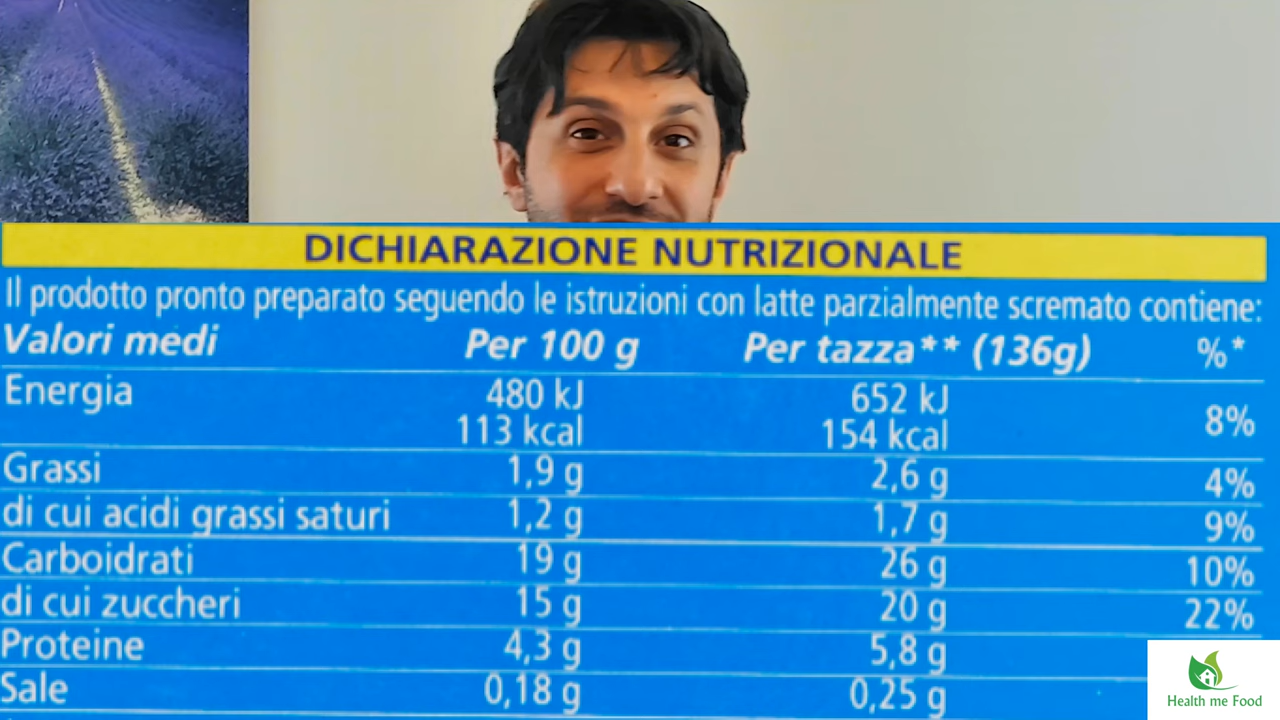 DICHIARAZIONE NUTRIZIONALE
Il prodotto pronto preparato seguendo le istruzioni con latte parzialmente scremato contiene:
Valori medi Per 100 g Per tazza** (136g) %*
Energia 480 kJ 652 kJ
113 kcal 154 kcal 8%
Grassi 1,9 g 2,6 g 4%
di cui acidi grassi saturi 1,2 g 1,7 g 9%
Carboidrati 19 g 26 g 10%
di cui zuccheri 15 g 20 g 22%
Proteine 4,3 g 5,8 g
Sale 0,18 g 0,25 g
Health me Food